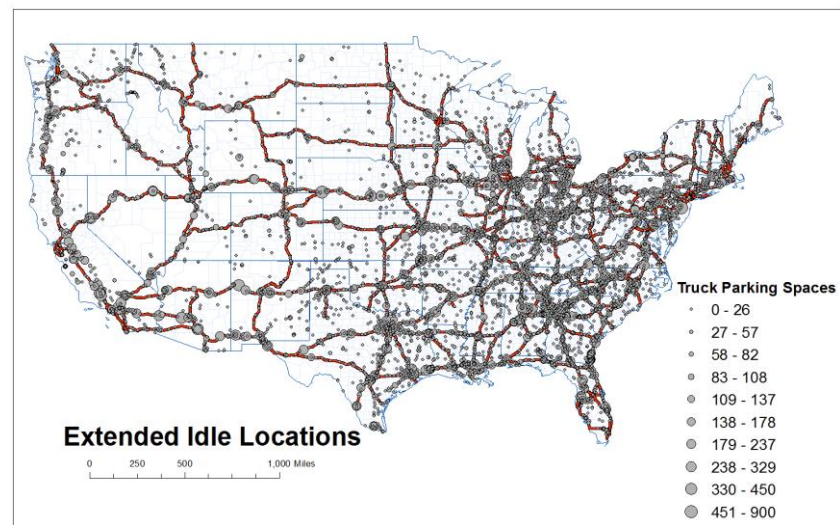 Truck Parking Spaces
0 - 26
27 - 57
58 - 82
83 - 108
109 - 137
138 - 178
179 - 237
238 - 329
330 - 450
451 - 900
Extended Idle Locations
0 250 500 1,000 Miles